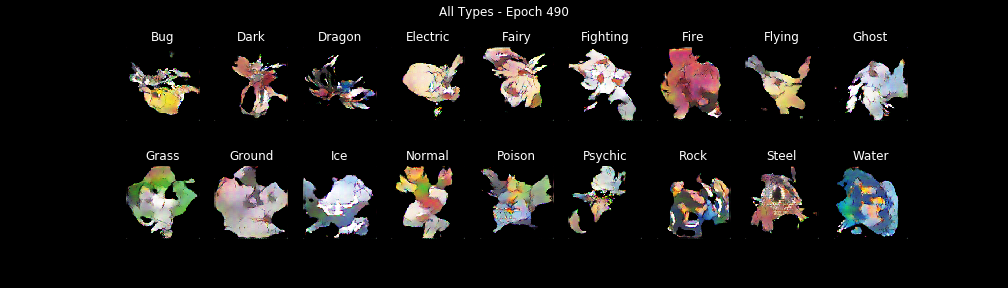 All Types - Epoch 490
Bug Dark Dragon Electric Fairy Fighting Fire Flying Ghost
Grass Ground Ice Normal Poison Psychic Rock Steel Water